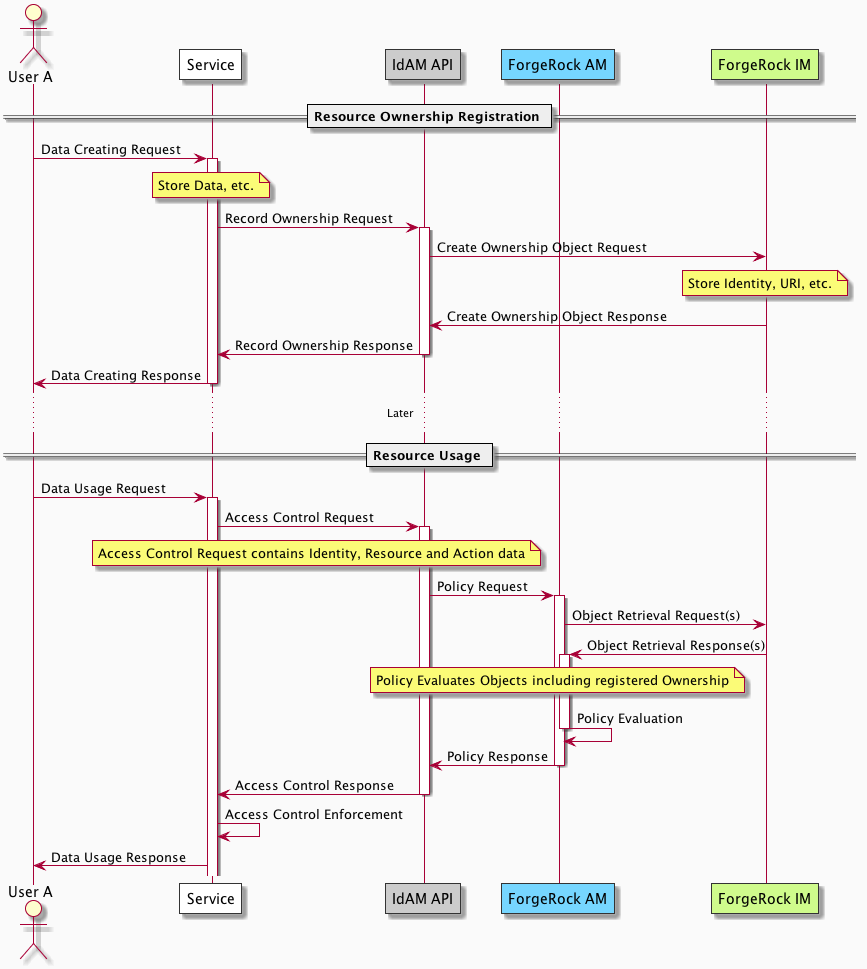 User A
Service
IdAM API
ForgeRock AM
ForgeRock IM
Resource Ownership Registration
Data Creating Request
Store Data, etc.
Record Ownership Request
Create Ownership Object Request
Store Identity, URI, etc.
Create Ownership Object Response
Record Ownership Response
Data Creating Response
Later
Resource Usage
Data Usage Request
Access Control Request
Access Control Request contains Identity, Resource and Action data
Policy Request
Object Retrieval Request(s)
Object Retrieval Response(s)
Policy Evaluates Objects including registered Ownership
Policy Evaluation
Policy Response
Access Control Response
Access Control Enforcement
Data Usage Response
User A
Service
IdAM API
ForgeRock AM
ForgeRock IM